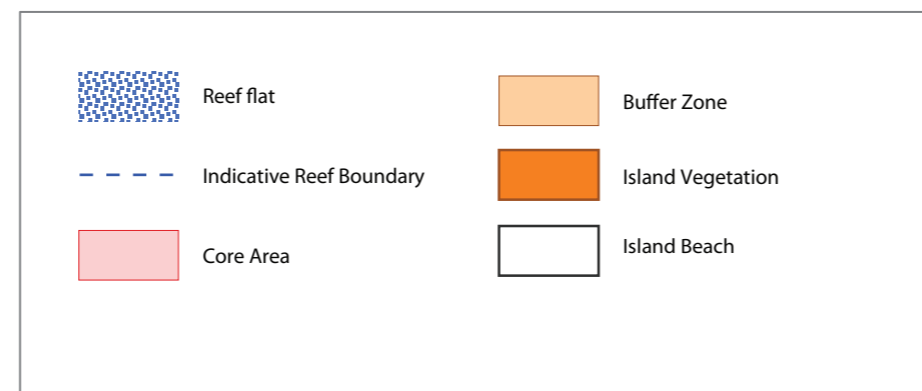 Reef flat
Indicative Reef Boundary
Core Area
Buffer Zone
Island Vegetation
Island Beach